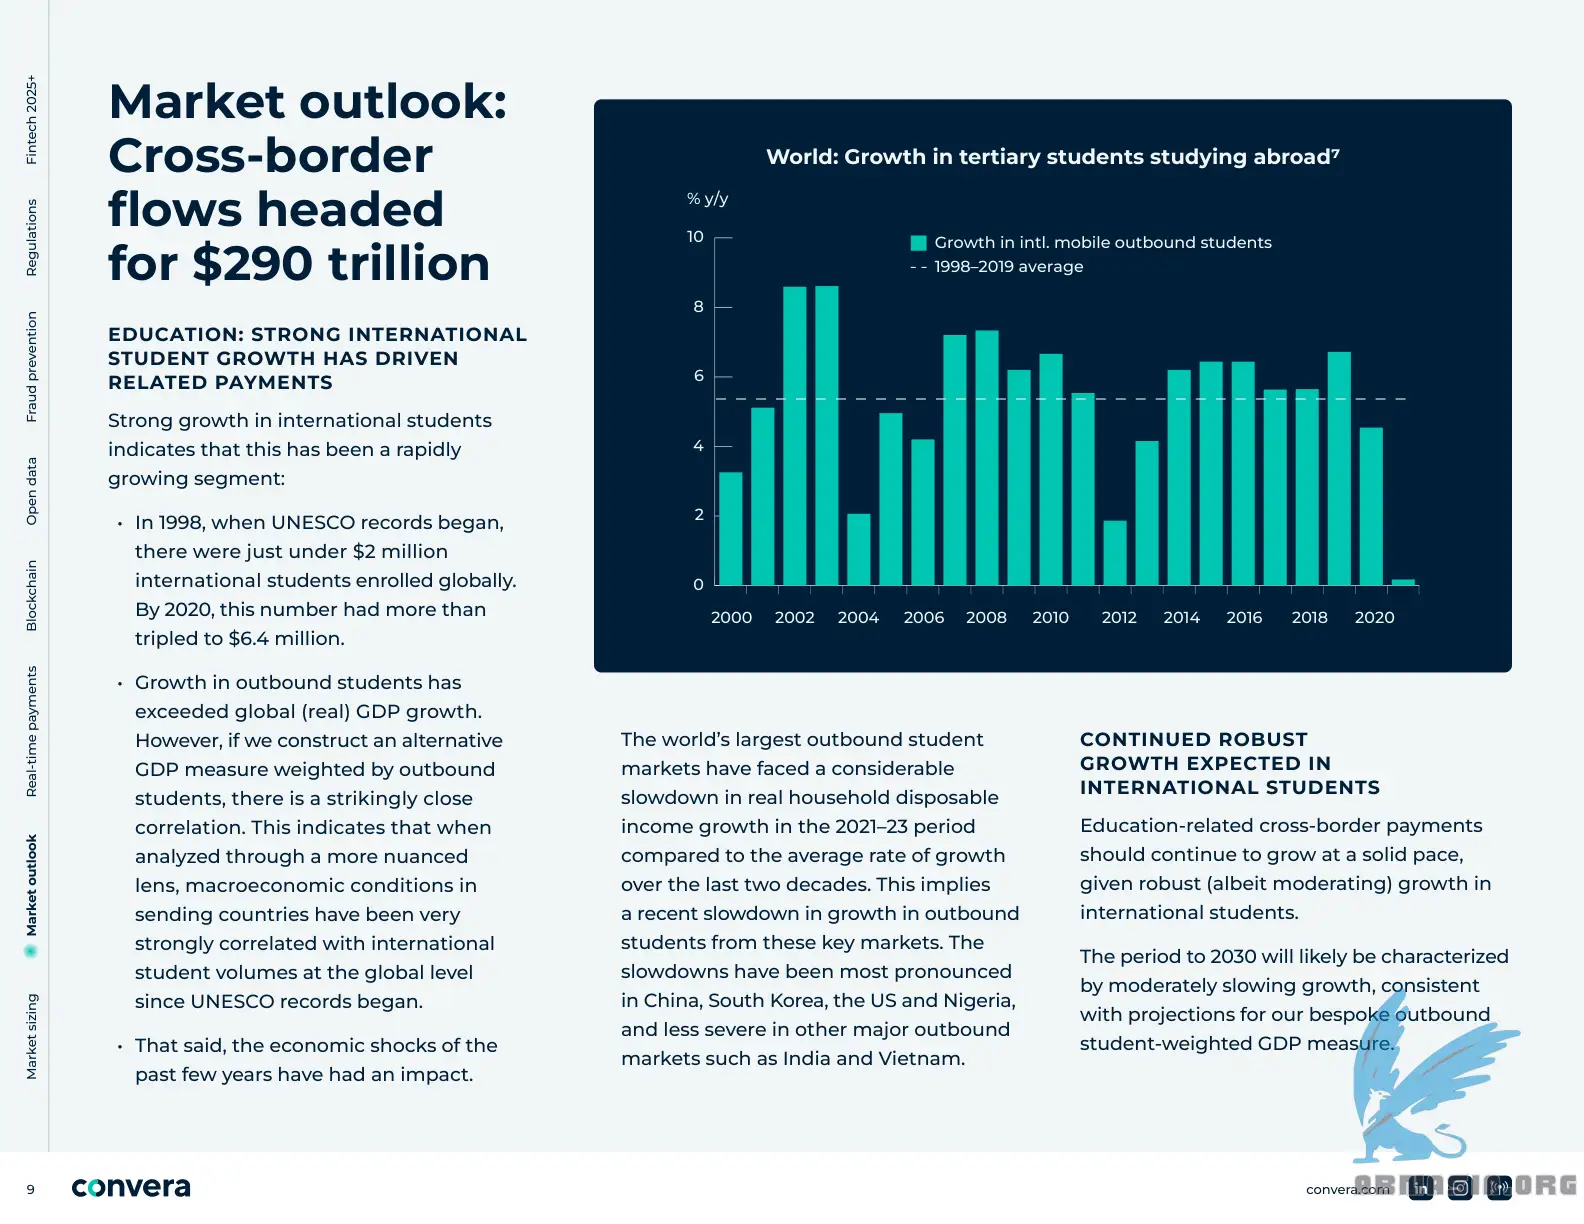 Fintech 2025+
Regulations
Fraud prevention
Open data
Blockchain
Real-time payments
Market outlook
Market sizing
Market outlook:
Cross-border
flows headed
for $290 trillion
EDUCATION: STRONG INTERNATIONAL
STUDENT GROWTH HAS DRIVEN
RELATED PAYMENTS
Strong growth in international students
indicates that this has been a rapidly
growing segment:
• In 1998, when UNESCO records began,
there were just under $2 million
international students enrolled globally.
By 2020, this number had more than
tripled to $6.4 million.
• Growth in outbound students has
exceeded global (real) GDP growth.
However, if we construct an alternative
GDP measure weighted by outbound
students, there is a strikingly close
correlation. This indicates that when
analyzed through a more nuanced
lens, macroeconomic conditions in
sending countries have been very
strongly correlated with international
student volumes at the global level
since UNESCO records began.
• That said, the economic shocks of the
past few years have had an impact.
World: Growth in tertiary students studying abroad⁷
% y/y
Growth in intl. mobile outbound students
1998–2019 average
10
8
6
4
2
0
2000 2002 2004 2006 2008 2010 2012 2014 2016 2018 2020
The world's largest outbound student
markets have faced a considerable
slowdown in real household disposable
income growth in the 2021–23 period
compared to the average rate of growth
over the last two decades. This implies
a recent slowdown in growth in outbound
students from these key markets. The
slowdowns have been most pronounced
in China, South Korea, the US and Nigeria,
and less severe in other major outbound
markets such as India and Vietnam.
CONTINUED ROBUST
GROWTH EXPECTED IN
INTERNATIONAL STUDENTS
Education-related cross-border payments
should continue to grow at a solid pace,
given robust (albeit moderating) growth in
international students.
The period to 2030 will likely be characterized
by moderately slowing growth, consistent
with projections for our bespoke outbound
student-weighted GDP measure.
9
convera
convera.com